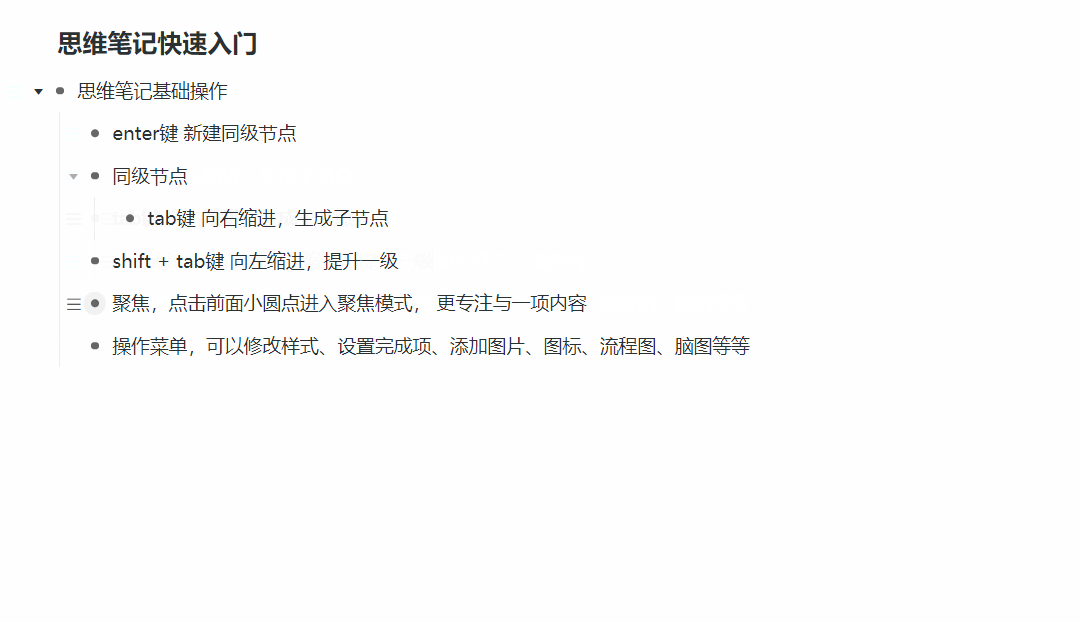 思维笔记快速入门
思维笔记基础操作
enter键 新建同级节点
同级节点
tab键 向右缩进，生成子节点
shift + tab键 向左缩进，提升一级
聚焦，点击前面小圆点进入聚焦模式， 更专注与一项内容
操作菜单，可以修改样式、设置完成项、添加图片、图标、流程图、脑图等等